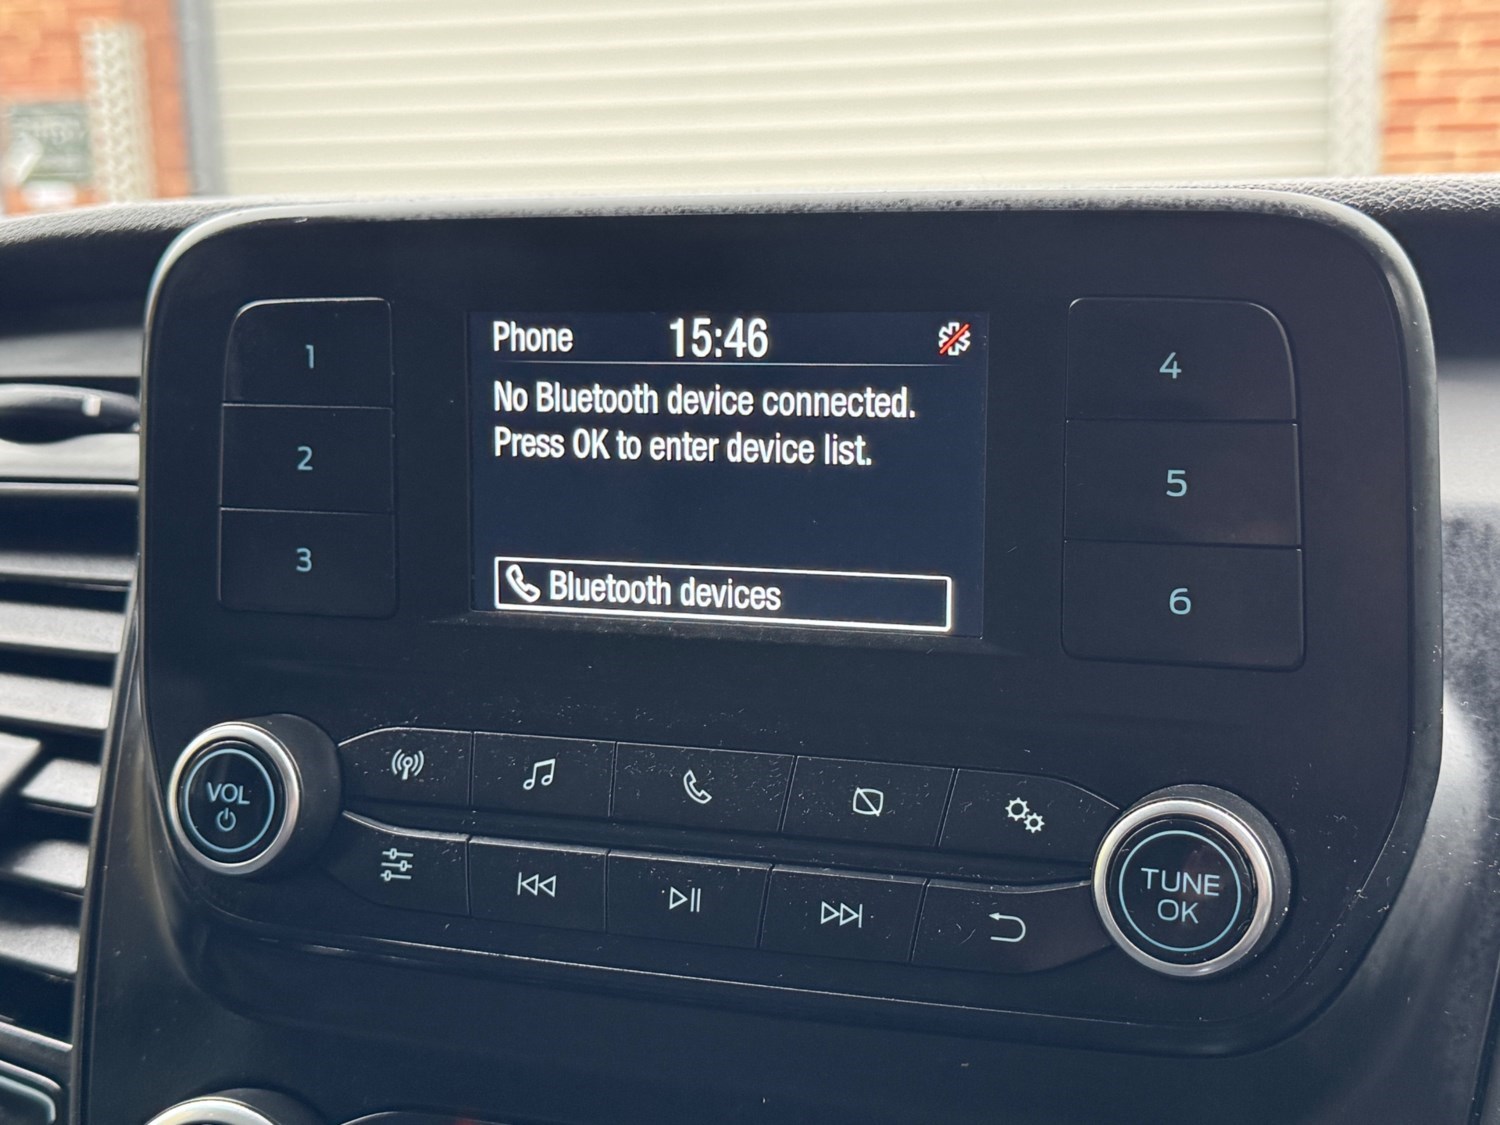 Phone 15:46
No Bluetooth device connected.
Press OK to enter device list.
Bluetooth devices
1
2
3
4
5
6
VOL
TUNE
OK